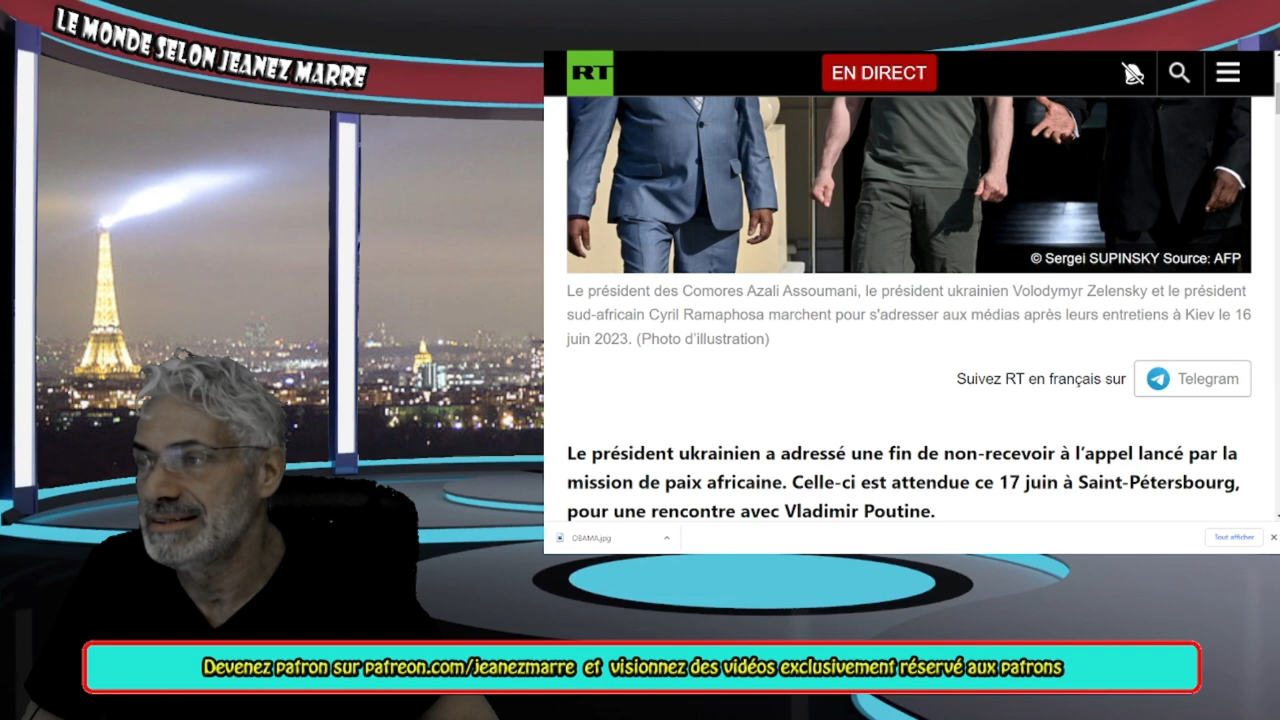 LE MONDE SELON JEANEZ MARRE
RT
EN DIRECT
© Sergei SUPINSKY Source: AFP
Le président des Comores Azali Assoumani, le président ukrainien Volodymyr Zelensky et le président
sud-africain Cyril Ramaphosa marchent pour s'adresser aux médias après leurs entretiens à Kiev le 16
juin 2023. (Photo d'illustration)
Suivez RT en français sur
Telegram
Le président ukrainien a adressé une fin de non-recevoir à l’appel lancé par la
mission de paix africaine. Celle-ci est attendue ce 17 juin à Saint-Pétersbourg,
pour une rencontre avec Vladimir Poutine.
OBAMA.jpg
Tout afficher
Devenez patron sur patreon.com/jeanezmarre et visionnez des vidéos exclusivement réservé aux patrons